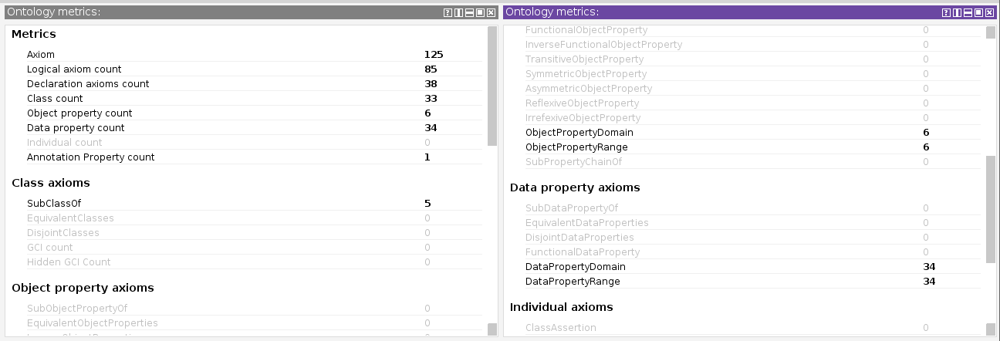 Ontology metrics:
Metrics
Axiom 125
Logical axiom count 85
Declaration axioms count 38
Class count 33
Object property count 6
Data property count 34
Individual count 0
Annotation Property count 1
Class axioms
SubClassOf 5
EquivalentClasses 0
DisjointClasses 0
GCI count 0
Hidden GCI Count 0
Object property axioms
SubObjectPropertyOf 0
EquivalentObjectProperties 0
Ontology metrics:
FunctionalObjectProperty 0
InverseFunctionalObjectProperty 0
TransitiveObjectProperty 0
SymmetricObjectProperty 0
AsymmetricObjectProperty 0
ReflexiveObjectProperty 0
IrrefexiveObjectProperty 0
ObjectPropertyDomain 6
ObjectPropertyRange 6
SubPropertyChainOf 0
Data property axioms
SubDataPropertyOf 0
EquivalentDataProperties 0
DisjointDataProperties 0
FunctionalDataProperty 0
DataPropertyDomain 34
DataPropertyRange 34
Individual axioms
ClassAssertion 0